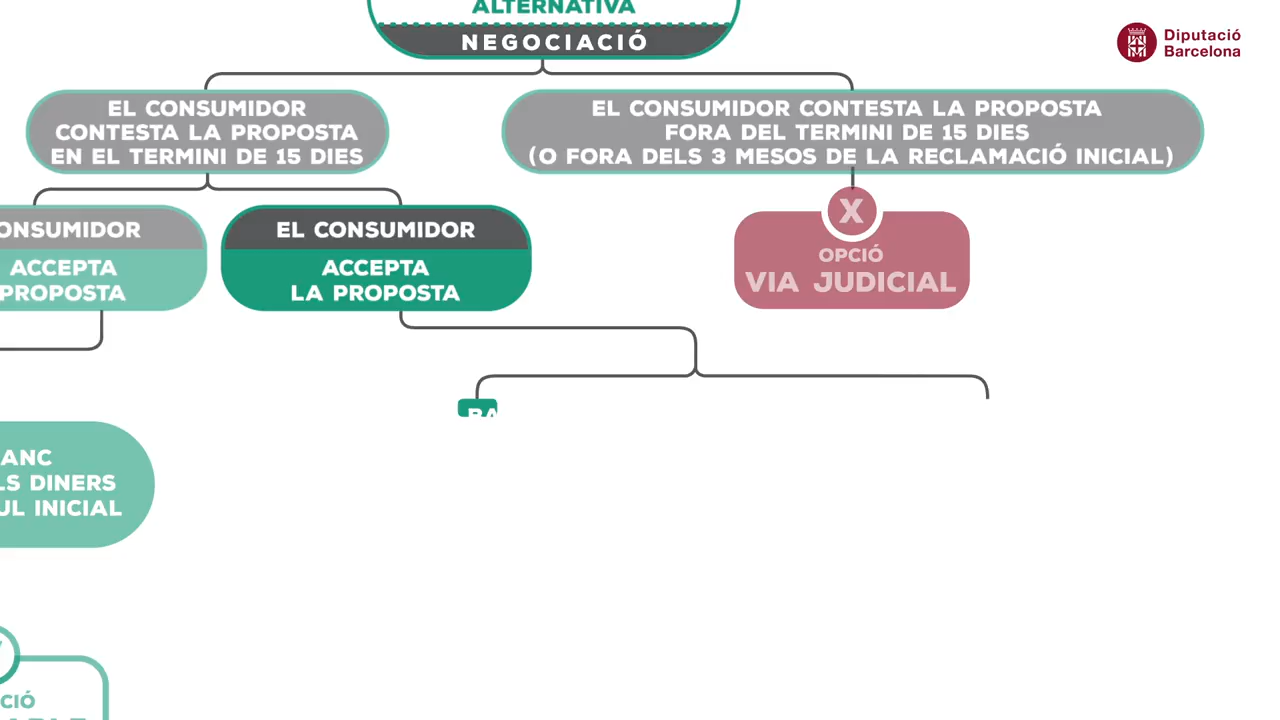 ALTERNATIVA
NEGOCIACIÓ
Diputació
Barcelona
EL CONSUMIDOR
CONTESTA LA PROPOSTA
EN EL TERMINI DE 15 DIES
EL CONSUMIDOR CONTESTA LA PROPOSTA
FORA DEL TERMINI DE 15 DIES
(O FORA DELS 3 MESOS DE LA RECLAMACIÓ INICIAL)
ONSUMIDOR
ACCEPTA
PROPOSTA
EL CONSUMIDOR
ACCEPTA
LA PROPOSTA
X
OPCIÓ
VIA JUDICIAL
ANC
LS DINERS
UL INICIAL
CIÓ